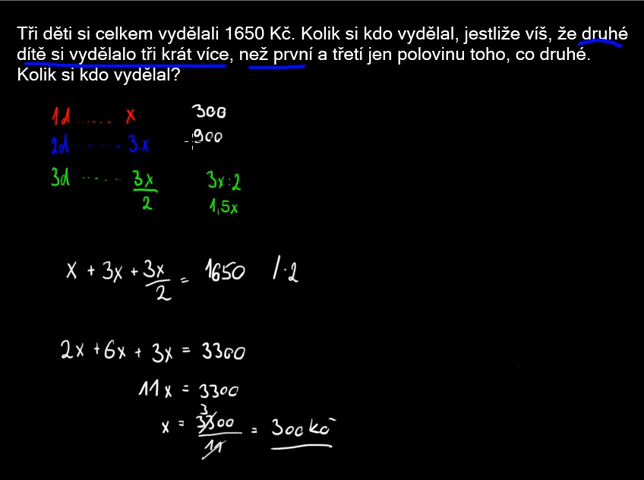 Tři děti si celkem vydělali 1650 Kč. Kolik si kdo vydělal, jestliže víš, že druhé
dítě si vydělalo tři krát více, než první a třetí jen polovinu toho, co druhé.
Kolik si kdo vydělal?
1d ..... x 300
2d ..... 3x 900
3d ..... 3x/2 3x:2
1,5x
x + 3x + 3x/2 = 1650 /·2
2x + 6x + 3x = 3300
11x = 3300
x = 3300/11 = 300 Kč
3